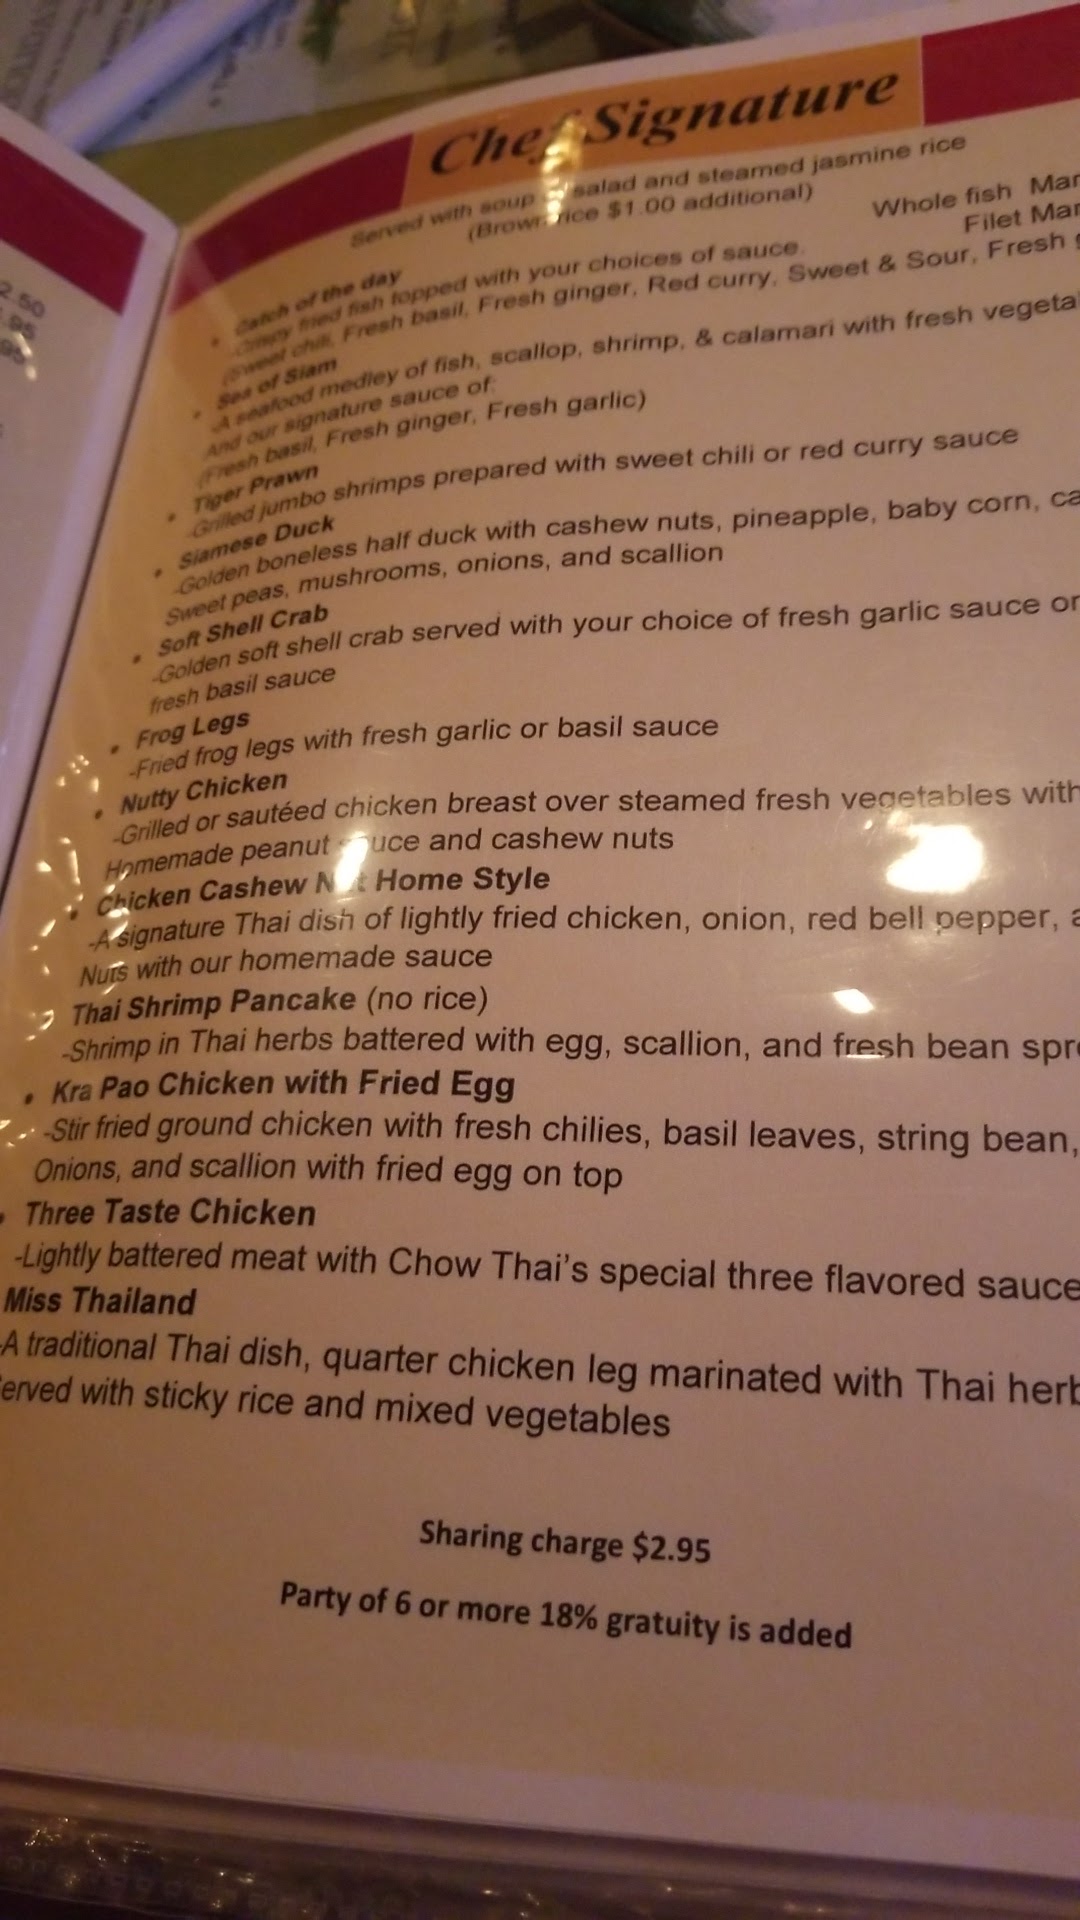 2.50
.95
95
Chef Signature
Served with soup salad and steamed jasmine rice
(Brown rice $1.00 additional)
Whole fish Mar
Filet Mar
• Catch of the day
-Crispy fried fish topped with your choices of sauce.
(Sweet chili, Fresh basil, Fresh ginger, Red curry, Sweet & Sour, Fresh g
• Sea of Siam
-A seafood medley of fish, scallop, shrimp, & calamari with fresh vegeta
And our signature sauce of:
(Fresh basil, Fresh ginger, Fresh garlic)
• Tiger Prawn
-Grilled jumbo shrimps prepared with sweet chili or red curry sauce
• Siamese Duck
-Golden boneless half duck with cashew nuts, pineapple, baby corn, ca
Sweet peas, mushrooms, onions, and scallion
• Soft Shell Crab
-Golden soft shell crab served with your choice of fresh garlic sauce or
fresh basil sauce
• Frog Legs
-Fried frog legs with fresh garlic or basil sauce
• Nutty Chicken
-Grilled or sautéed chicken breast over steamed fresh vegetables with
Homemade peanut sauce and cashew nuts
• Chicken Cashew Nut Home Style
-A signature Thai dish of lightly fried chicken, onion, red bell pepper, a
Nuts with our homemade sauce
Thai Shrimp Pancake (no rice)
-Shrimp in Thai herbs battered with egg, scallion, and fresh bean spr
• Kra Pao Chicken with Fried Egg
-Stir fried ground chicken with fresh chilies, basil leaves, string bean,
Onions, and scallion with fried egg on top
• Three Taste Chicken
-Lightly battered meat with Chow Thai's special three flavored sauce
Miss Thailand
-A traditional Thai dish, quarter chicken leg marinated with Thai herb
erved with sticky rice and mixed vegetables
Sharing charge $2.95
Party of 6 or more 18% gratuity is added